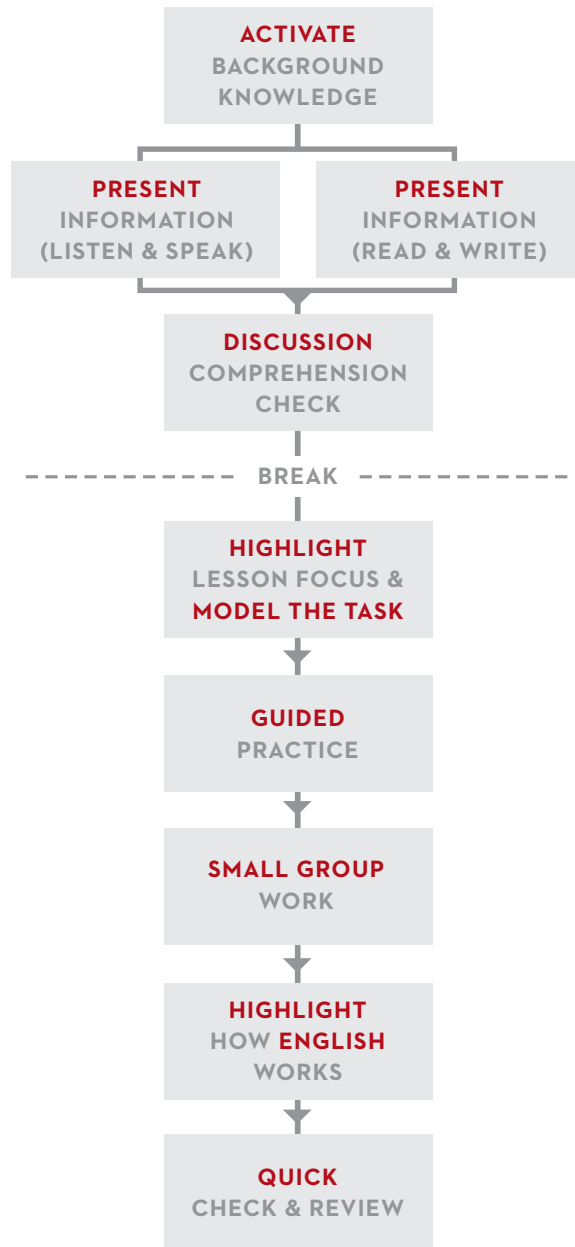 ACTIVATE
BACKGROUND
KNOWLEDGE
PRESENT
INFORMATION
(LISTEN & SPEAK)
PRESENT
INFORMATION
(READ & WRITE)
DISCUSSION
COMPREHENSION
CHECK
BREAK
HIGHLIGHT
LESSON FOCUS &
MODEL THE TASK
GUIDED
PRACTICE
SMALL GROUP
WORK
HIGHLIGHT
HOW ENGLISH
WORKS
QUICK
CHECK & REVIEW